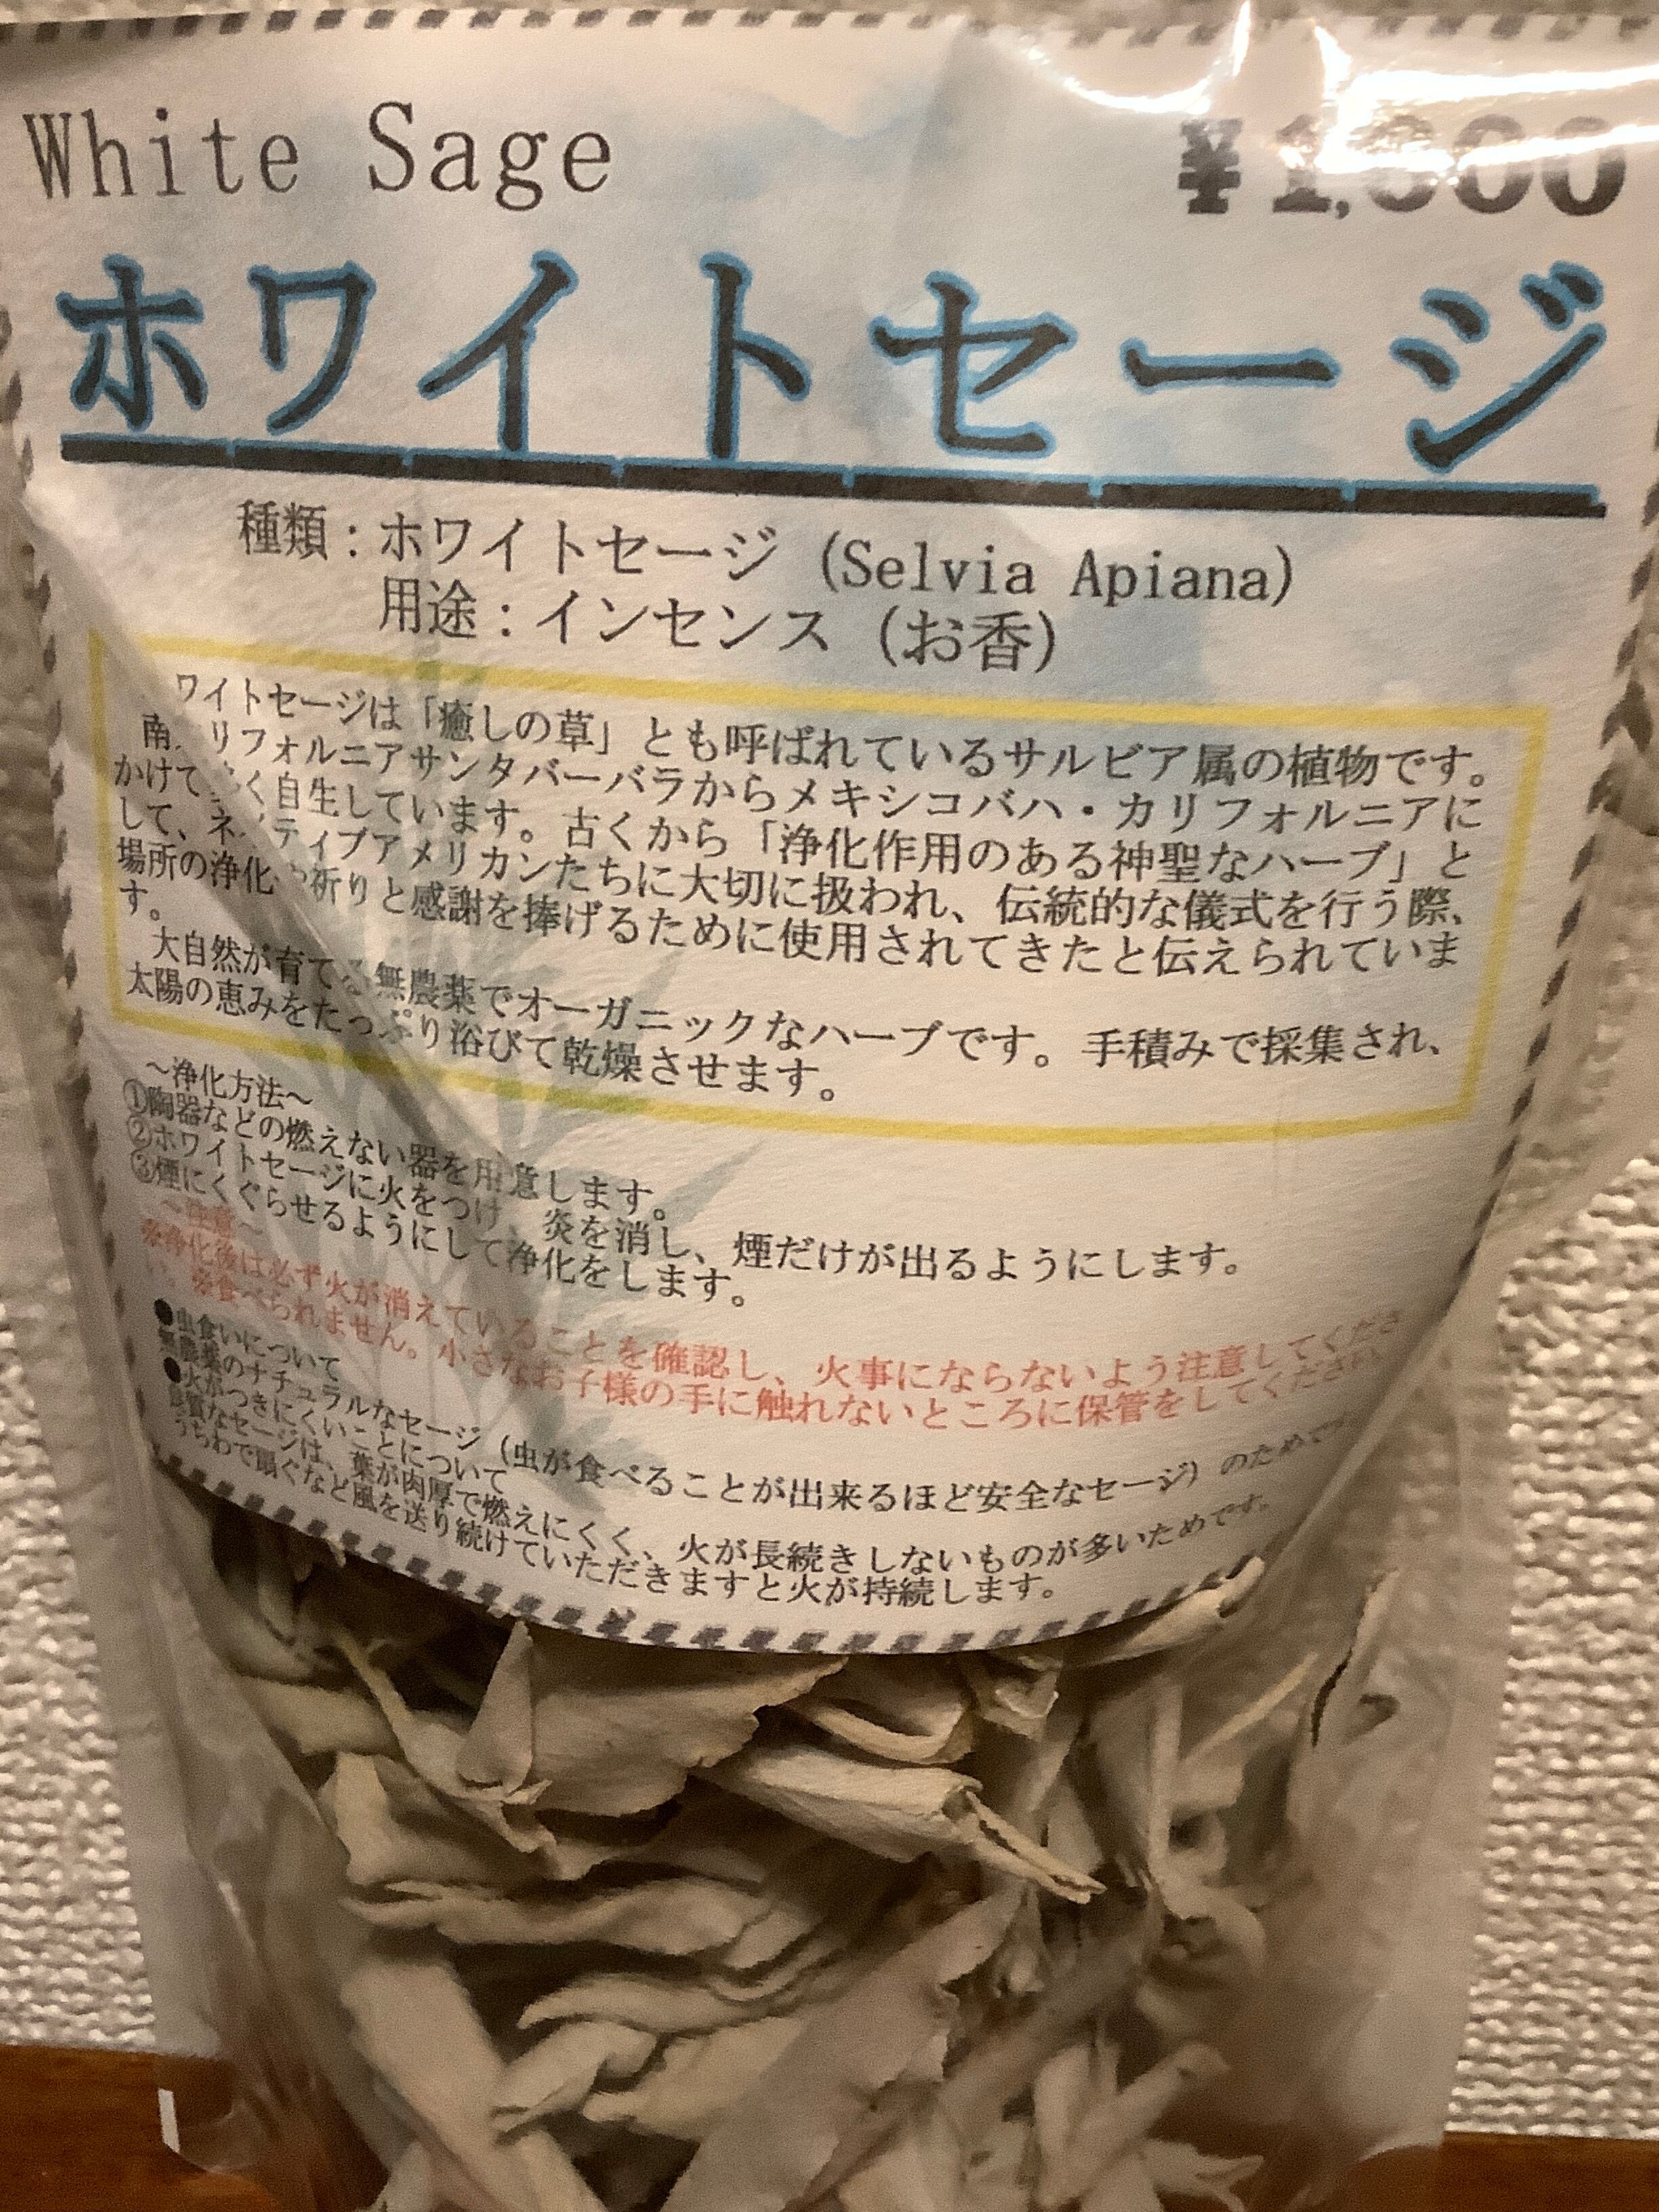 White Sage
ホワイトセージ
種類：ホワイトセージ (Selvia Apiana)
用途：インセンス (お香)
ワイトセージは「癒しの草」とも呼ばれているサルビア属の植物です。
南 リフォルニアサンタバーバラからメキシコバハ・カリフォルニアに
かけて く自生しています。古くから「浄化作用のある神聖なハーブ」と
して、ネイティブアメリカンたちに大切に扱われ、伝統的な儀式を行う際、
場所の浄化や祈りと感謝を捧げるために使用されてきたと伝えられていま
す。
大自然が育てる無農薬でオーガニックなハーブです。手積みで採集され、
太陽の恵みをたっぷり浴びて乾燥させます。
～浄化方法～
①陶器などの燃えない器を用意します。
②ホワイトセージに火をつけ、炎を消し、煙だけが出るようにします。
③煙にくぐらせるようにして浄化をします。
～注意～
※浄化後は必ず火が消えていることを確認し、火事にならないよう注意してくださ
い。※食べられません。小さなお子様の手に触れないところに保管をしてください
●虫食いについて
無農薬のナチュラルなセージ (虫が食べることが出来るほど安全なセージ) のためです
●火がつきにくいことについて
良質なセージは、葉が肉厚で燃えにくく、火が長続きしないものが多いためです。
うちわで扇ぐなど風を送り続けていただきますと火が持続します。